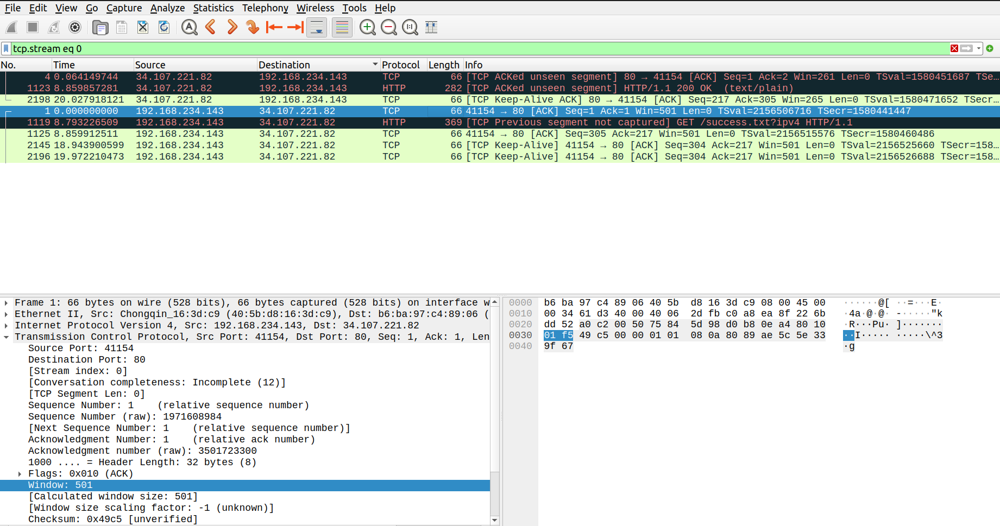 File Edit View Go Capture Analyze Statistics Telephony Wireless Tools Help
tcp.stream eq 0
No. Time Source Destination Protocol Length Info
4 0.064149744 34.107.221.82 192.168.234.143 TCP 66 [TCP ACKed unseen segment] 80 → 41154 [ACK] Seq=1 Ack=2 Win=261 Len=0 TSval=1580451687 TSe…
1123 8.859857281 34.107.221.82 192.168.234.143 HTTP 282 [TCP ACKed unseen segment] HTTP/1.1 200 OK (text/plain)
2198 20.027918121 34.107.221.82 192.168.234.143 TCP 66 [TCP Keep-Alive ACK] 80 → 41154 [ACK] Seq=217 Ack=305 Win=265 Len=0 TSval=1580471652 TSecr…
1 0.000000000 192.168.234.143 34.107.221.82 TCP 66 41154 → 80 [ACK] Seq=1 Ack=1 Win=501 Len=0 TSval=2156506716 TSecr=1580441447
1119 8.793226509 192.168.234.143 34.107.221.82 HTTP 369 [TCP Previous segment not captured] GET /success.txt?ipv4 HTTP/1.1
1125 8.859912511 192.168.234.143 34.107.221.82 TCP 66 41154 → 80 [ACK] Seq=305 Ack=217 Win=501 Len=0 TSval=2156515576 TSecr=1580460486
2145 18.943900599 192.168.234.143 34.107.221.82 TCP 66 [TCP Keep-Alive] 41154 → 80 [ACK] Seq=304 Ack=217 Win=501 Len=0 TSval=2156525660 TSecr=158…
2196 19.972210473 192.168.234.143 34.107.221.82 TCP 66 [TCP Keep-Alive] 41154 → 80 [ACK] Seq=304 Ack=217 Win=501 Len=0 TSval=2156526688 TSecr=158…
Frame 1: 66 bytes on wire (528 bits), 66 bytes captured (528 bits) on interface w
Ethernet II, Src: Chongqin_16:3d:c9 (40:5b:d8:16:3d:c9), Dst: b6:ba:97:c4:89:06 (
Internet Protocol Version 4, Src: 192.168.234.143, Dst: 34.107.221.82
Transmission Control Protocol, Src Port: 41154, Dst Port: 80, Seq: 1, Ack: 1, Len
Source Port: 41154
Destination Port: 80
[Stream index: 0]
[Conversation completeness: Incomplete (12)]
[TCP Segment Len: 0]
Sequence Number: 1 (relative sequence number)
Sequence Number (raw): 1971608984
[Next Sequence Number: 1 (relative sequence number)]
Acknowledgment Number: 1 (relative ack number)
Acknowledgment number (raw): 3501723300
1000 .... = Header Length: 32 bytes (8)
Flags: 0x010 (ACK)
Window: 501
[Calculated window size: 501]
[Window size scaling factor: -1 (unknown)]
Checksum: 0x49c5 [unverified]
0000 b6 ba 97 c4 89 06 40 5b d8 16 3d c9 08 00 45 00 ······@[ ··=···E·
0010 00 34 61 d3 40 00 40 06 2d fb c0 a8 ea 8f 22 6b ·4a·@·@· -·····"k
0020 dd 52 a0 c2 00 50 75 84 5d 98 d0 b8 0e a4 80 10 ·R···Pu· ]·······
0030 01 f5 49 c5 00 00 01 01 08 0a 80 89 ae 5c 5e 33 ··I····· ·····\^3
0040 9f 67 ·g